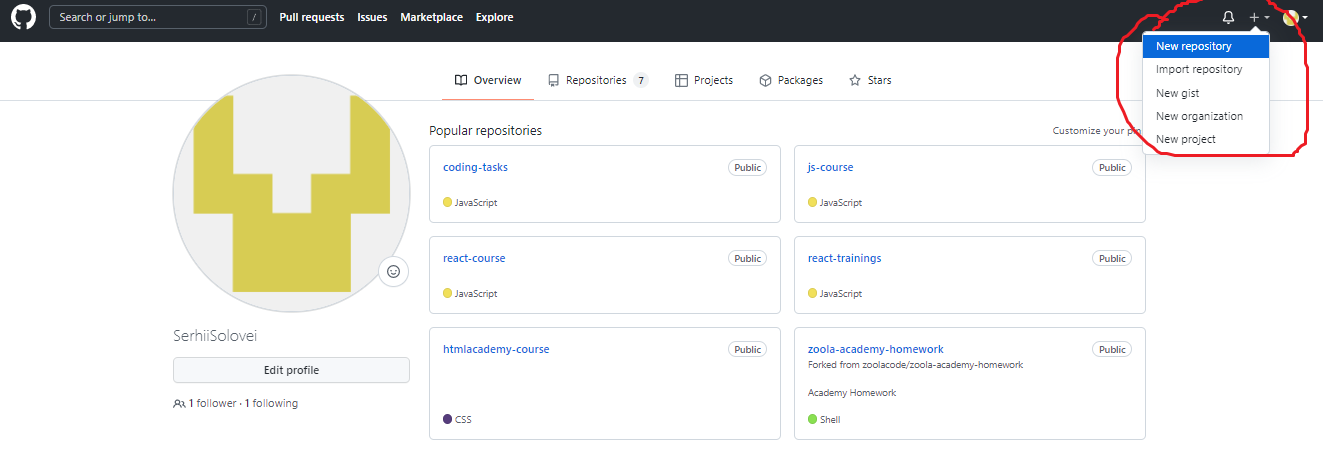 Search or jump to... /
Pull requests Issues Marketplace Explore
New repository
Import repository
New gist
New organization
New project
Overview Repositories 7 Projects Packages Stars
Popular repositories Customize your pin
coding-tasks Public
JavaScript
js-course Public
JavaScript
react-course Public
JavaScript
react-trainings Public
JavaScript
htmlacademy-course Public
CSS
zoola-academy-homework Public
Forked from zoolacode/zoola-academy-homework
Academy Homework
Shell
SerhiiSolovei
Edit profile
1 follower · 1 following